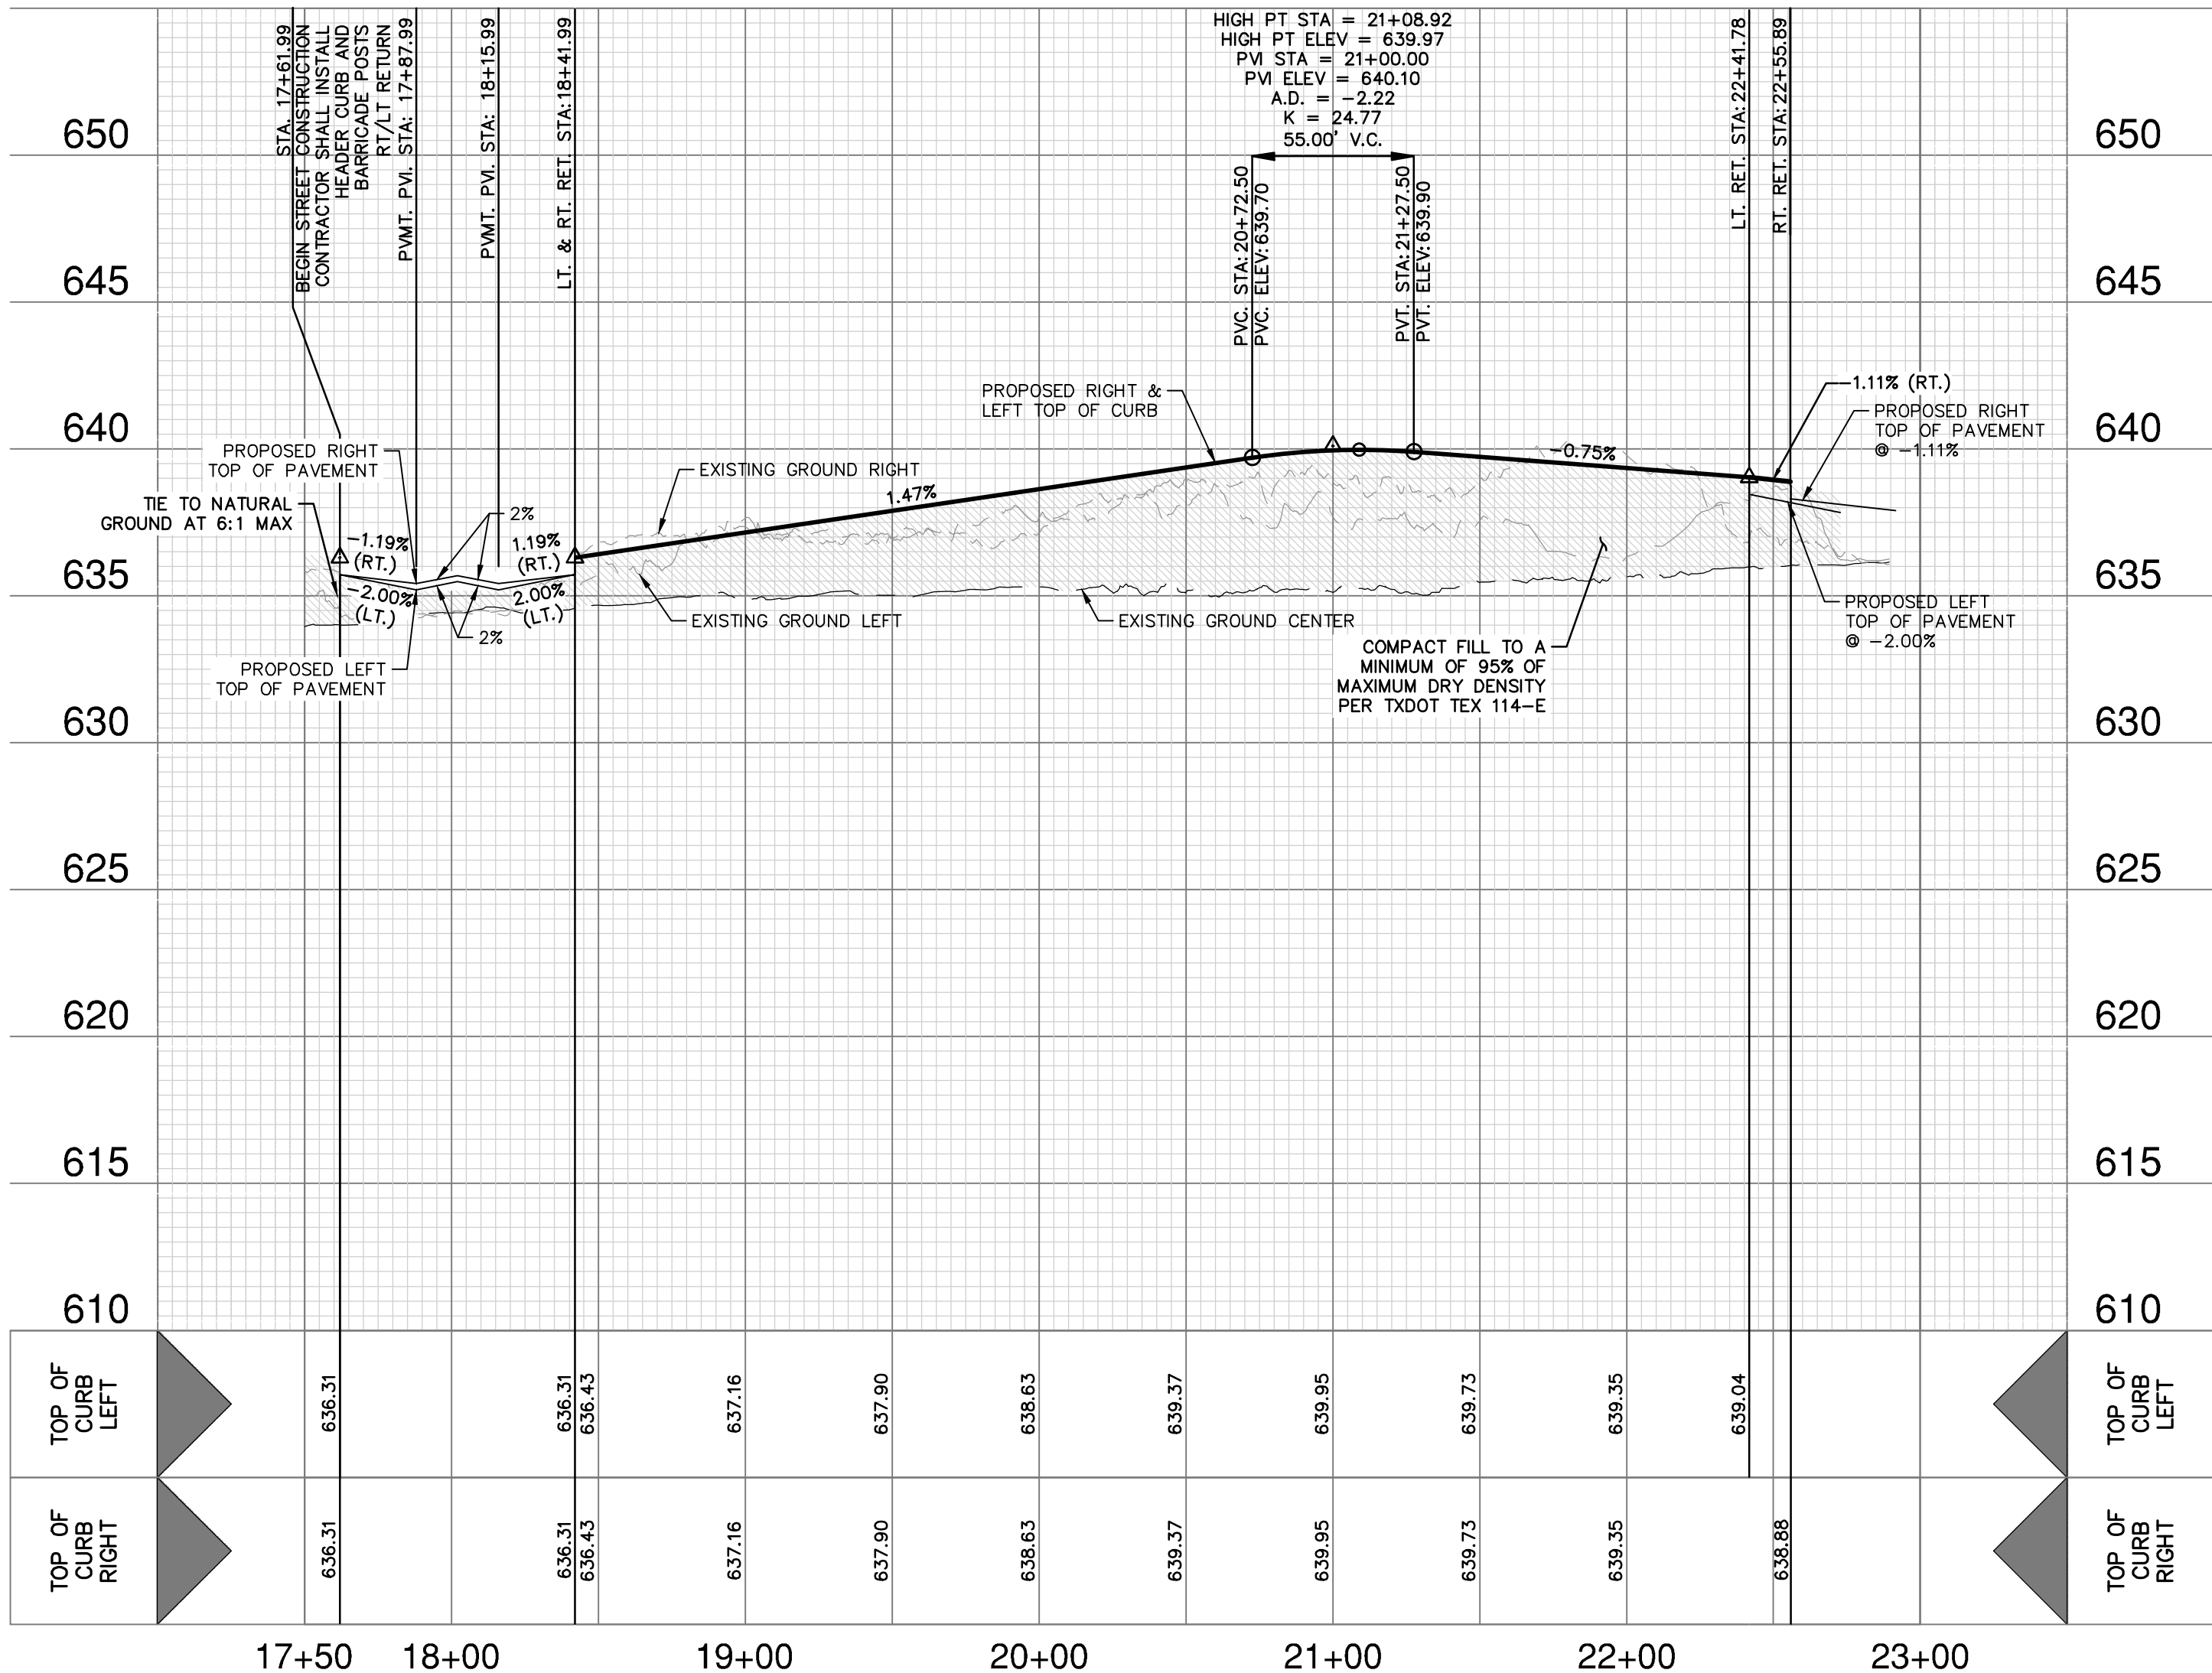 STA. 17+61.99
BEGIN STREET CONSTRUCTION
CONTRACTOR SHALL INSTALL
HEADER CURB AND
BARRICADE POSTS
RT/LT RETURN
PVMT. PVI. STA: 17+87.99
PVMT. PVI. STA: 18+15.99
LT. & RT. RET. STA:18+41.99
HIGH PT STA = 21+08.92
HIGH PT ELEV = 639.97
PVI STA = 21+00.00
PVI ELEV = 640.10
A.D. = -2.22
K = 24.77
55.00' V.C.
PVC. STA:20+72.50
PVC. ELEV:639.70
PVT. STA:21+27.50
PVT. ELEV:639.90
LT. RET. STA:22+41.78
RT. RET. STA:22+55.89
650
650
645
645
640
640
635
635
630
630
625
625
620
620
615
615
610
610
PROPOSED RIGHT
TOP OF PAVEMENT
TIE TO NATURAL
GROUND AT 6:1 MAX
-1.19%
(RT.)
2%
1.19%
(RT.)
-2.00%
(LT.)
2.00%
(LT.)
2%
PROPOSED LEFT
TOP OF PAVEMENT
EXISTING GROUND RIGHT
EXISTING GROUND LEFT
1.47%
PROPOSED RIGHT &
LEFT TOP OF CURB
EXISTING GROUND CENTER
-0.75%
COMPACT FILL TO A
MINIMUM OF 95% OF
MAXIMUM DRY DENSITY
PER TXDOT TEX 114-E
-1.11% (RT.)
PROPOSED RIGHT
TOP OF PAVEMENT
@ -1.11%
PROPOSED LEFT
TOP OF PAVEMENT
@ -2.00%
TOP OF
CURB
LEFT
636.31
636.31
636.43
637.16
637.90
638.63
639.37
639.95
639.73
639.35
639.04
TOP OF
CURB
LEFT
TOP OF
CURB
RIGHT
636.31
636.31
636.43
637.16
637.90
638.63
639.37
639.95
639.73
639.35
638.88
TOP OF
CURB
RIGHT
17+50
18+00
19+00
20+00
21+00
22+00
23+00